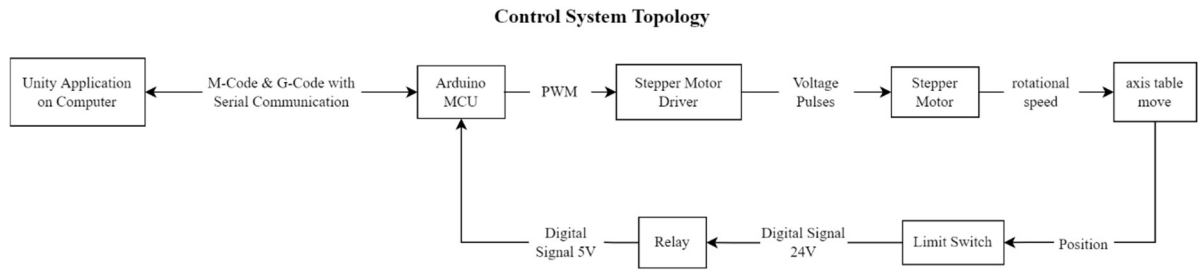 Control System Topology
Unity Application
on Computer
M-Code & G-Code with
Serial Communication
Arduino
MCU
PWM
Stepper Motor
Driver
Voltage
Pulses
Stepper
Motor
rotational
speed
axis table
move
Digital
Signal 5V
Relay
Digital Signal
24V
Limit Switch
Position